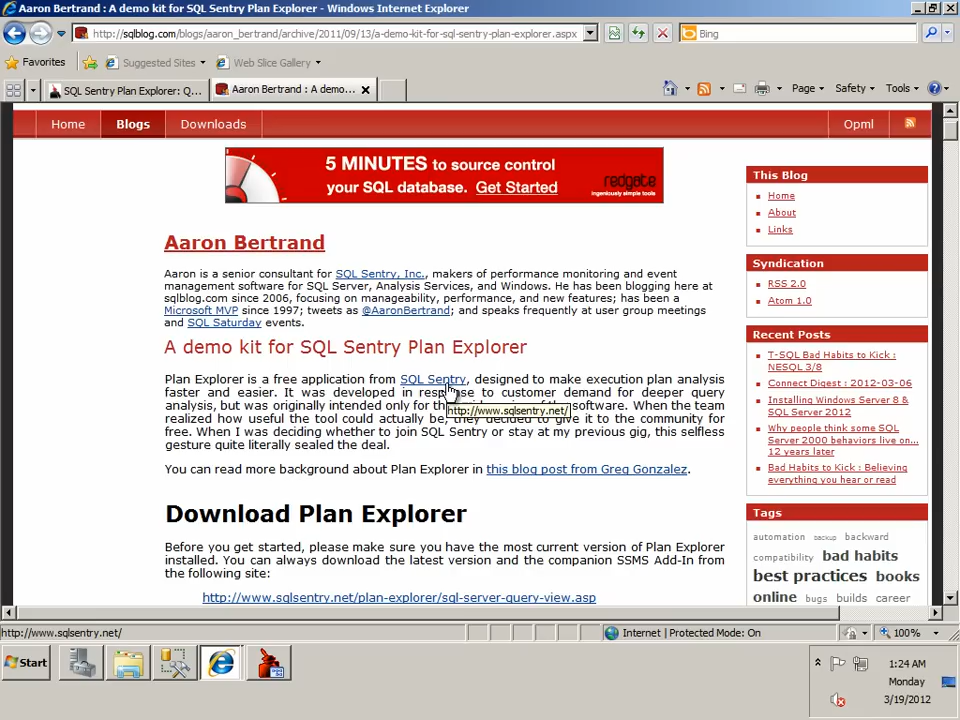 Aaron Bertrand : A demo kit for SQL Sentry Plan Explorer - Windows Internet Explorer
http://sqlblog.com/blogs/aaron_bertrand/archive/2011/09/13/a-demo-kit-for-sql-sentry-plan-explorer.aspx
Bing
Favorites
Suggested Sites
Web Slice Gallery
SQL Sentry Plan Explorer: Q...
Aaron Bertrand : A demo...
Page
Safety
Tools
Home
Blogs
Downloads
Opml
5 MINUTES to source control
your SQL database. Get Started
redgate
ingeniously simple tools
Aaron Bertrand
Aaron is a senior consultant for SQL Sentry, Inc., makers of performance monitoring and event
management software for SQL Server, Analysis Services, and Windows. He has been blogging here at
sqlblog.com since 2006, focusing on manageability, performance, and new features; has been a
Microsoft MVP since 1997; tweets as @AaronBertrand; and speaks frequently at user group meetings
and SQL Saturday events.
A demo kit for SQL Sentry Plan Explorer
Plan Explorer is a free application from SQL Sentry, designed to make execution plan analysis
faster and easier. It was developed in response to customer demand for deeper query
analysis, but was originally intended only for the software. When the team
http://www.sqlsentry.net/
realized how useful the tool could actually be, they decided to give it to the community for
free. When I was deciding whether to join SQL Sentry or stay at my previous gig, this selfless
gesture quite literally sealed the deal.
You can read more background about Plan Explorer in this blog post from Greg Gonzalez.
Download Plan Explorer
Before you get started, please make sure you have the most current version of Plan Explorer
installed. You can always download the latest version and the companion SSMS Add-In from
the following site:
http://www.sqlsentry.net/plan-explorer/sql-server-query-view.asp
This Blog
Home
About
Links
Syndication
RSS 2.0
Atom 1.0
Recent Posts
T-SQL Bad Habits to Kick :
NESQL 3/8
Connect Digest : 2012-03-06
Installing Windows Server 8 &
SQL Server 2012
Why people think some SQL
Server 2000 behaviors live on...
12 years later
Bad Habits to Kick : Believing
everything you hear or read
Tags
automation backup backward
compatibility bad habits
best practices books
online bugs builds career
http://www.sqlsentry.net/
Internet | Protected Mode: On
100%
Start
1:24 AM
Monday
3/19/2012